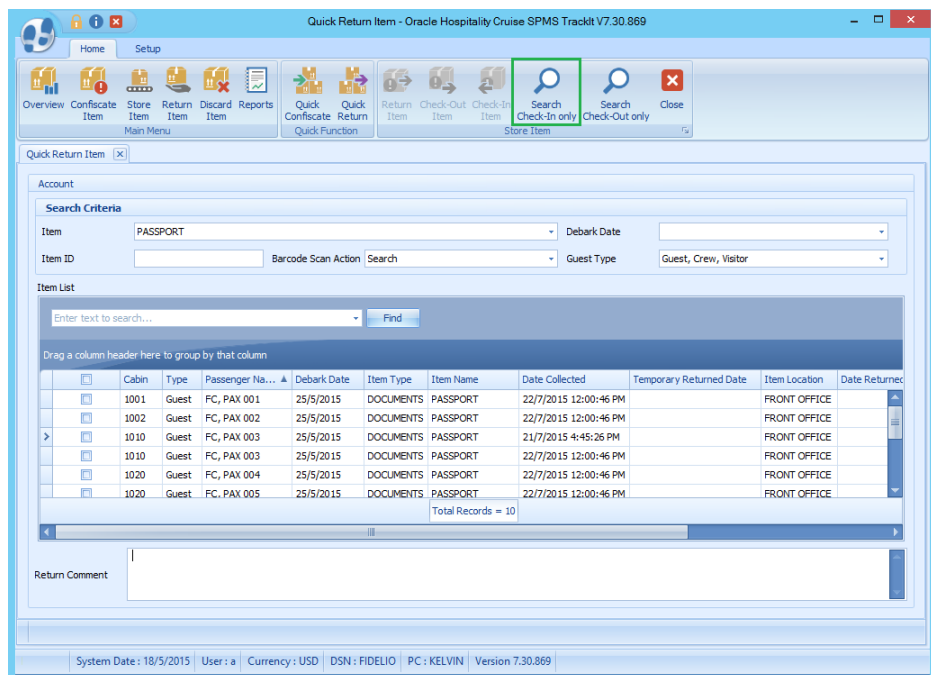 Quick Return Item - Oracle Hospitality Cruise SPMS TrackIt V7.30.869
Home Setup
Overview Confiscate Item Store Item Return Item Discard Item Reports Quick Confiscate Quick Return Return Item Check-Out Item Check-In Item Search Check-In only Search Check-Out only Close
Main Menu Quick Function Store Item
Quick Return Item
Account
Search Criteria
Item PASSPORT Debark Date
Item ID Barcode Scan Action Search Guest Type Guest, Crew, Visitor
Item List
Enter text to search... Find
Drag a column header here to group by that column
Cabin Type Passenger Na... Debark Date Item Type Item Name Date Collected Temporary Returned Date Item Location Date Returned
1001 Guest FC, PAX 001 25/5/2015 DOCUMENTS PASSPORT 22/7/2015 12:00:46 PM FRONT OFFICE
1002 Guest FC, PAX 002 25/5/2015 DOCUMENTS PASSPORT 22/7/2015 12:00:46 PM FRONT OFFICE
1010 Guest FC, PAX 003 25/5/2015 DOCUMENTS PASSPORT 21/7/2015 4:45:26 PM FRONT OFFICE
1010 Guest FC, PAX 003 25/5/2015 DOCUMENTS PASSPORT 22/7/2015 12:00:46 PM FRONT OFFICE
1020 Guest FC, PAX 004 25/5/2015 DOCUMENTS PASSPORT 22/7/2015 12:00:46 PM FRONT OFFICE
1020 Guest FC, PAX 005 25/5/2015 DOCUMENTS PASSPORT 22/7/2015 12:00:46 PM FRONT OFFICE
Total Records = 10
Return Comment
System Date : 18/5/2015 User : a Currency : USD DSN : FIDELIO PC : KELVIN Version 7.30.869